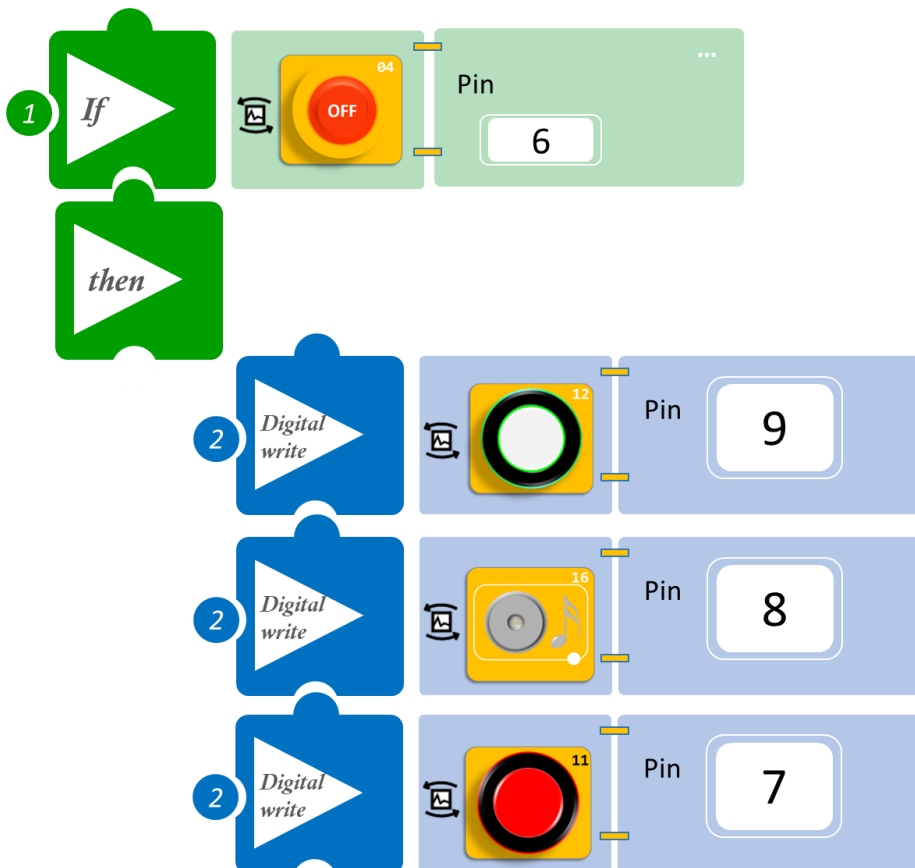 04
...
1
If
OFF
Pin
6
then
12
2
Digital
write
Pin
9
16
2
Digital
write
Pin
8
11
2
Digital
write
Pin
7